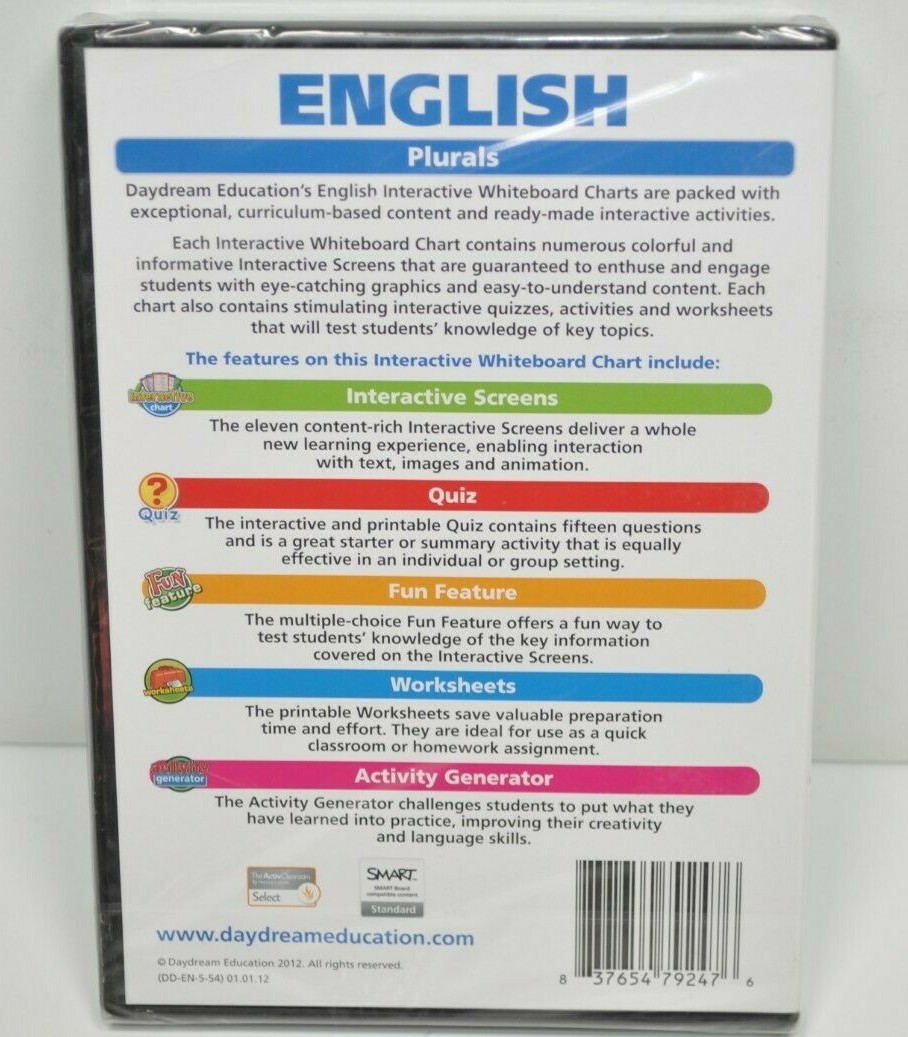 ENGLISH
Plurals
Daydream Education's English Interactive Whiteboard Charts are packed with
exceptional, curriculum-based content and ready-made interactive activities.
Each Interactive Whiteboard Chart contains numerous colorful and
informative Interactive Screens that are guaranteed to enthuse and engage
students with eye-catching graphics and easy-to-understand content. Each
chart also contains stimulating interactive quizzes, activities and worksheets
that will test students' knowledge of key topics.
The features on this Interactive Whiteboard Chart include:
Interactive
chart
Interactive Screens
The eleven content-rich Interactive Screens deliver a whole
new learning experience, enabling interaction
with text, images and animation.
?
Quiz
Quiz
The interactive and printable Quiz contains fifteen questions
and is a great starter or summary activity that is equally
effective in an individual or group setting.
Fun
feature
Fun Feature
The multiple-choice Fun Feature offers a fun way to
test students' knowledge of the key information
covered on the Interactive Screens.
worksheets
Worksheets
The printable Worksheets save valuable preparation
time and effort. They are ideal for use as a quick
classroom or homework assignment.
activity
generator
Activity Generator
The Activity Generator challenges students to put what they
have learned into practice, improving their creativity
and language skills.
The ActivClassroom
Select
SMART
SMART Board
compatible content
Standard
www.daydreameducation.com
© Daydream Education 2012. All rights reserved.
(DD-EN-5-54) 01.01.12
8 37654 79247 6